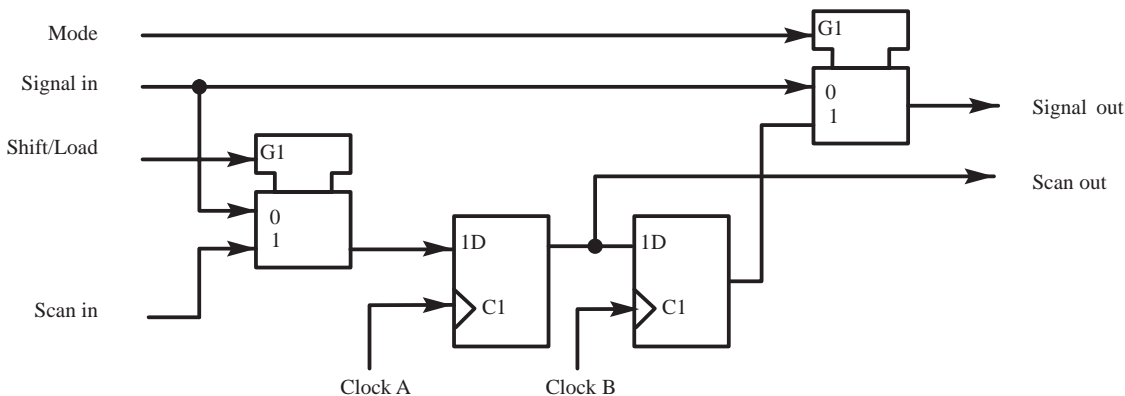 Mode
G1
Signal in
0
1
Signal out
Shift/Load
G1
Scan out
0
1
1D
1D
Scan in
C1
C1
Clock A
Clock B